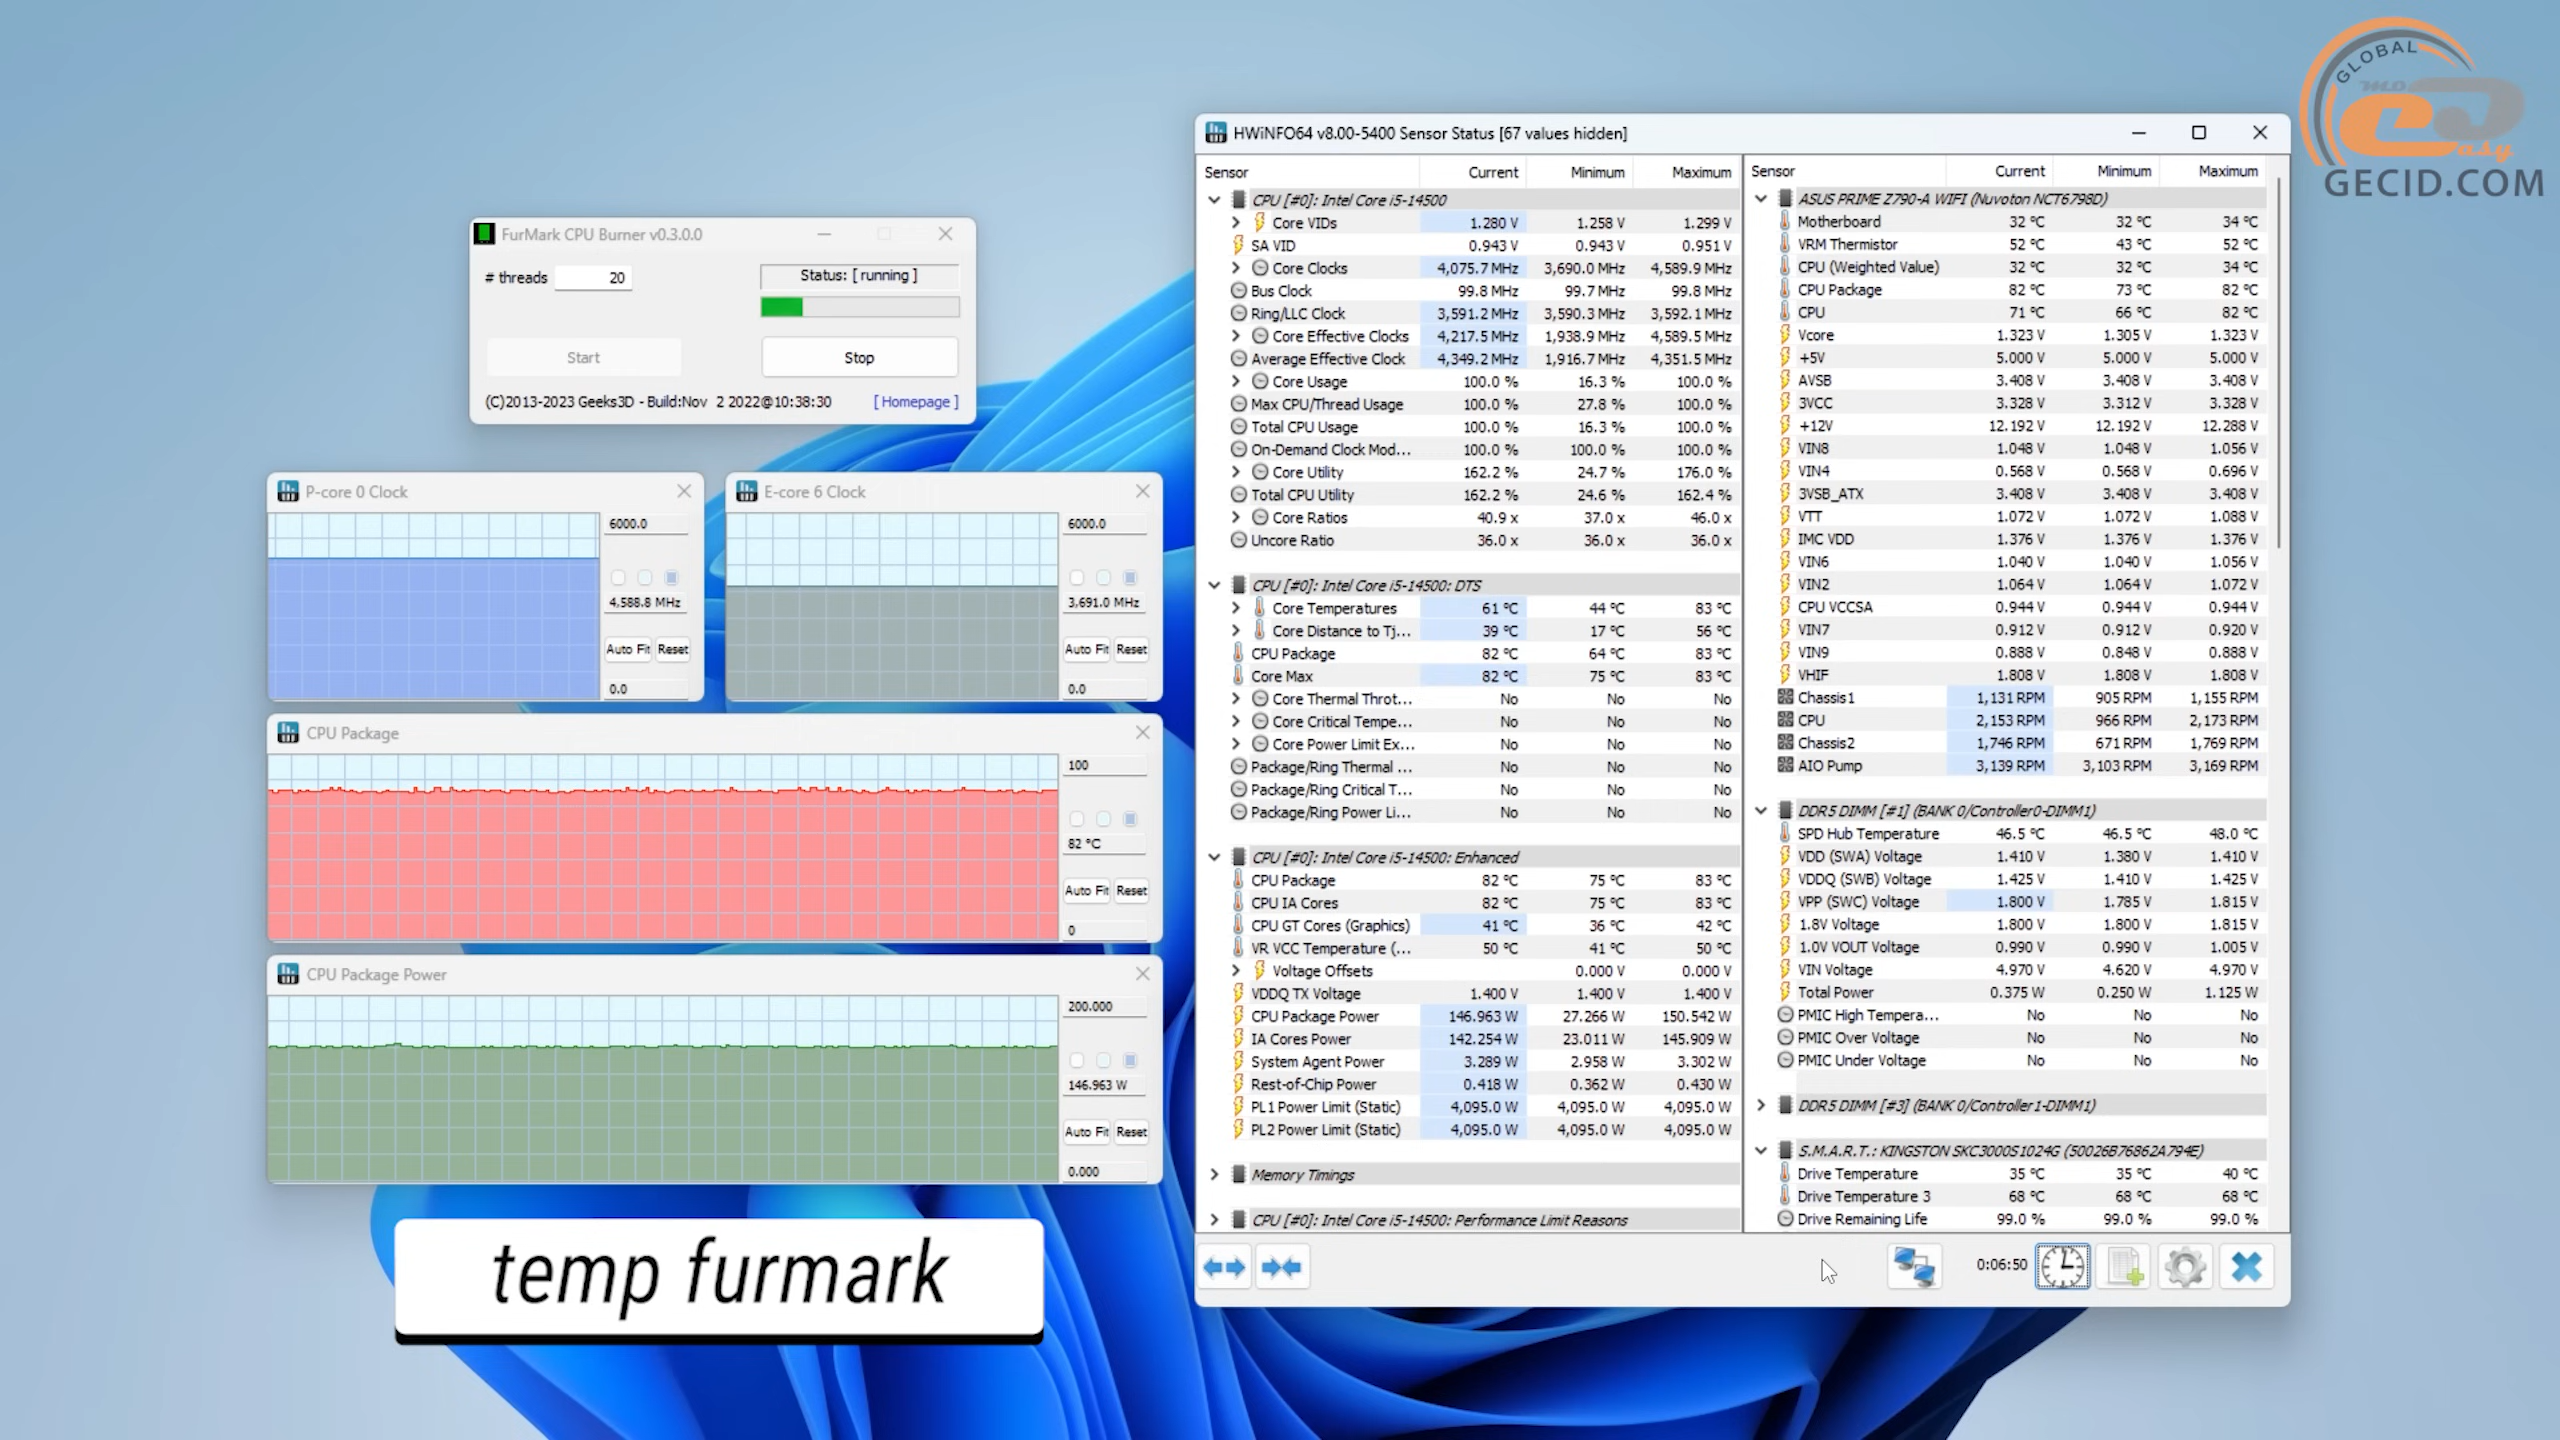 GLOBAL
easy
GECID.COM
FurMark CPU Burner v0.3.0.0
# threads 20
Status: [ running ]
Start Stop
(C)2013-2023 Geeks3D - Build:Nov 2 2022@10:38:30 [ Homepage ]
P-core 0 Clock
6000.0
4,588.8 MHz
Auto Fit Reset
0.0
E-core 6 Clock
6000.0
3,691.0 MHz
Auto Fit Reset
0.0
CPU Package
100
82 °C
Auto Fit Reset
0
CPU Package Power
200.000
146.963 W
Auto Fit Reset
0.000
temp furmark
HWiNFO64 v8.00-5400 Sensor Status [67 values hidden]
Sensor Current Minimum Maximum
CPU [#0]: Intel Core i5-14500
Core VIDs 1.280 V 1.258 V 1.299 V
SA VID 0.943 V 0.943 V 0.951 V
Core Clocks 4,075.7 MHz 3,690.0 MHz 4,589.9 MHz
Bus Clock 99.8 MHz 99.7 MHz 99.8 MHz
Ring/LLC Clock 3,591.2 MHz 3,590.3 MHz 3,592.1 MHz
Core Effective Clocks 4,217.5 MHz 1,938.9 MHz 4,589.5 MHz
Average Effective Clock 4,349.2 MHz 1,916.7 MHz 4,351.5 MHz
Core Usage 100.0 % 16.3 % 100.0 %
Max CPU/Thread Usage 100.0 % 27.8 % 100.0 %
Total CPU Usage 100.0 % 16.3 % 100.0 %
On-Demand Clock Mod... 100.0 % 100.0 % 100.0 %
Core Utility 162.2 % 24.7 % 176.0 %
Total CPU Utility 162.2 % 24.6 % 162.4 %
Core Ratios 40.9 x 37.0 x 46.0 x
Uncore Ratio 36.0 x 36.0 x 36.0 x
CPU [#0]: Intel Core i5-14500: DTS
Core Temperatures 61 °C 44 °C 83 °C
Core Distance to Tj... 39 °C 17 °C 56 °C
CPU Package 82 °C 64 °C 83 °C
Core Max 82 °C 75 °C 83 °C
Core Thermal Throt... No No No
Core Critical Tempe... No No No
Core Power Limit Ex... No No No
Package/Ring Thermal ... No No No
Package/Ring Critical T... No No No
Package/Ring Power Li... No No No
CPU [#0]: Intel Core i5-14500: Enhanced
CPU Package 82 °C 75 °C 83 °C
CPU IA Cores 82 °C 75 °C 83 °C
CPU GT Cores (Graphics) 41 °C 36 °C 42 °C
VR VCC Temperature (... 50 °C 41 °C 50 °C
Voltage Offsets 0.000 V 0.000 V
VDDQ TX Voltage 1.400 V 1.400 V 1.400 V
CPU Package Power 146.963 W 27.266 W 150.542 W
IA Cores Power 142.254 W 23.011 W 145.909 W
System Agent Power 3.289 W 2.958 W 3.302 W
Rest-of-Chip Power 0.418 W 0.362 W 0.430 W
PL1 Power Limit (Static) 4,095.0 W 4,095.0 W 4,095.0 W
PL2 Power Limit (Static) 4,095.0 W 4,095.0 W 4,095.0 W
Memory Timings
CPU [#0]: Intel Core i5-14500: Performance Limit Reasons
Sensor Current Minimum Maximum
ASUS PRIME Z790-A WIFI (Nuvoton NCT6798D)
Motherboard 32 °C 32 °C 34 °C
VRM Thermistor 52 °C 43 °C 52 °C
CPU (Weighted Value) 32 °C 32 °C 34 °C
CPU Package 82 °C 73 °C 82 °C
CPU 71 °C 66 °C 82 °C
Vcore 1.323 V 1.305 V 1.323 V
+5V 5.000 V 5.000 V 5.000 V
AVSB 3.408 V 3.408 V 3.408 V
3VCC 3.328 V 3.312 V 3.328 V
+12V 12.192 V 12.192 V 12.288 V
VIN8 1.048 V 1.048 V 1.056 V
VIN4 0.568 V 0.568 V 0.696 V
3VSB_ATX 3.408 V 3.408 V 3.408 V
VTT 1.072 V 1.072 V 1.088 V
IMC VDD 1.376 V 1.376 V 1.376 V
VIN6 1.040 V 1.040 V 1.056 V
VIN2 1.064 V 1.064 V 1.072 V
CPU VCCSA 0.944 V 0.944 V 0.944 V
VIN7 0.912 V 0.912 V 0.920 V
VIN9 0.888 V 0.848 V 0.888 V
VHIF 1.808 V 1.808 V 1.808 V
Chassis1 1,131 RPM 905 RPM 1,155 RPM
CPU 2,153 RPM 966 RPM 2,173 RPM
Chassis2 1,746 RPM 671 RPM 1,769 RPM
AIO Pump 3,139 RPM 3,103 RPM 3,169 RPM
DDR5 DIMM [#1] (BANK 0/Controller0-DIMM1)
SPD Hub Temperature 46.5 °C 46.5 °C 48.0 °C
VDD (SWA) Voltage 1.410 V 1.380 V 1.410 V
VDDQ (SWB) Voltage 1.425 V 1.410 V 1.425 V
VPP (SWC) Voltage 1.800 V 1.785 V 1.815 V
1.8V Voltage 1.800 V 1.800 V 1.815 V
1.0V VOUT Voltage 0.990 V 0.990 V 1.005 V
VIN Voltage 4.970 V 4.620 V 4.970 V
Total Power 0.375 W 0.250 W 1.125 W
PMIC High Tempera... No No No
PMIC Over Voltage No No No
PMIC Under Voltage No No No
DDR5 DIMM [#3] (BANK 0/Controller1-DIMM1)
S.M.A.R.T.: KINGSTON SKC3000S1024G (50026B76862A794E)
Drive Temperature 35 °C 35 °C 40 °C
Drive Temperature 3 68 °C 68 °C 68 °C
Drive Remaining Life 99.0 % 99.0 % 99.0 %
0:06:50